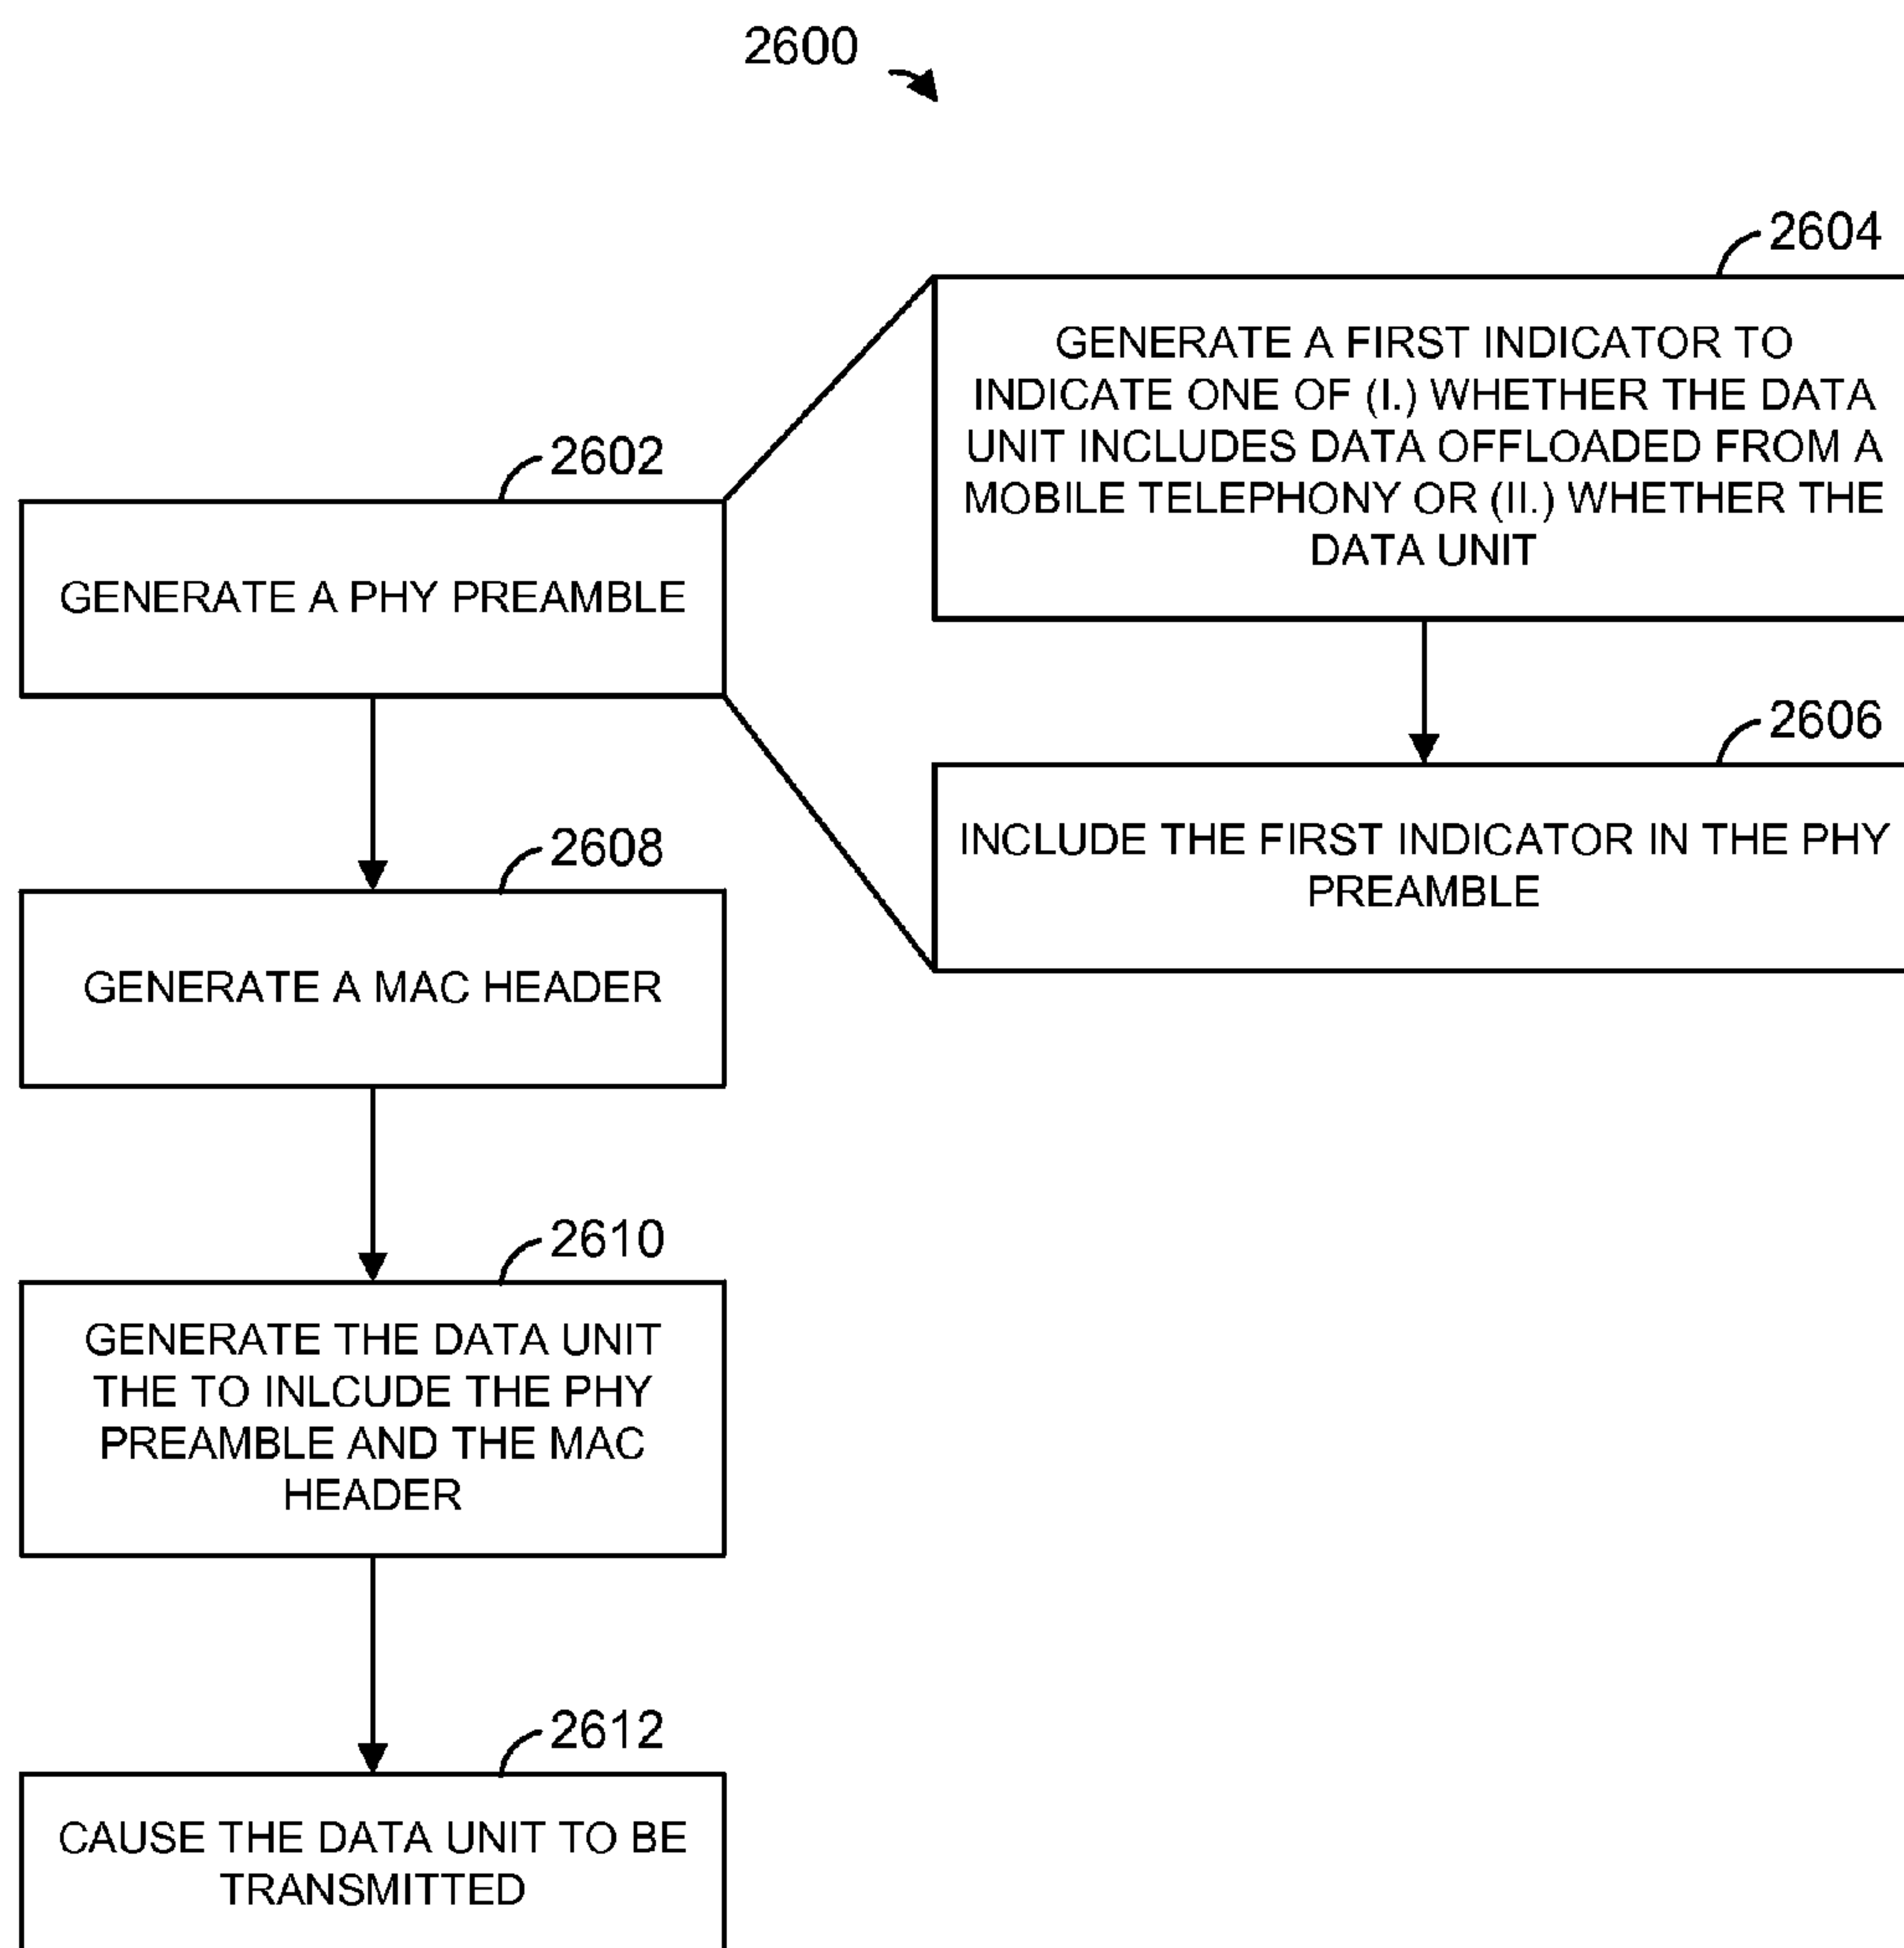 2600
2602
GENERATE A PHY PREAMBLE
2604
GENERATE A FIRST INDICATOR TO
INDICATE ONE OF (I.) WHETHER THE DATA
UNIT INCLUDES DATA OFFLOADED FROM A
MOBILE TELEPHONY OR (II.) WHETHER THE
DATA UNIT
2606
INCLUDE THE FIRST INDICATOR IN THE PHY
PREAMBLE
2608
GENERATE A MAC HEADER
2610
GENERATE THE DATA UNIT
THE TO INLCUDE THE PHY
PREAMBLE AND THE MAC
HEADER
2612
CAUSE THE DATA UNIT TO BE
TRANSMITTED